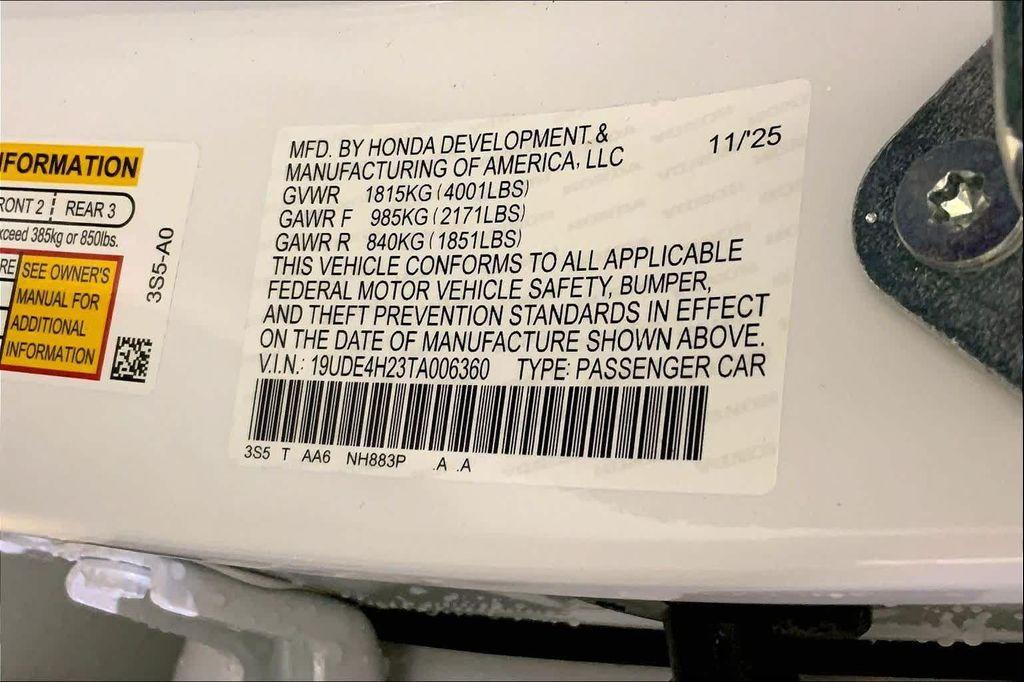 NFORMATION
RONT 2 REAR 3
xceed 385kg or 850lbs.
RE
SEE OWNER'S
MANUAL FOR
ADDITIONAL
INFORMATION
3S5-A0
MFD. BY HONDA DEVELOPMENT &
MANUFACTURING OF AMERICA, LLC
11/'25
GVWR 1815KG (4001LBS)
GAWR F 985KG (2171LBS)
GAWR R 840KG (1851LBS)
THIS VEHICLE CONFORMS TO ALL APPLICABLE
FEDERAL MOTOR VEHICLE SAFETY, BUMPER,
AND THEFT PREVENTION STANDARDS IN EFFECT
ON THE DATE OF MANUFACTURE SHOWN ABOVE.
V.I.N.: 19UDE4H23TA006360 TYPE: PASSENGER CAR
3S5 T AA6 NH883P .A .A